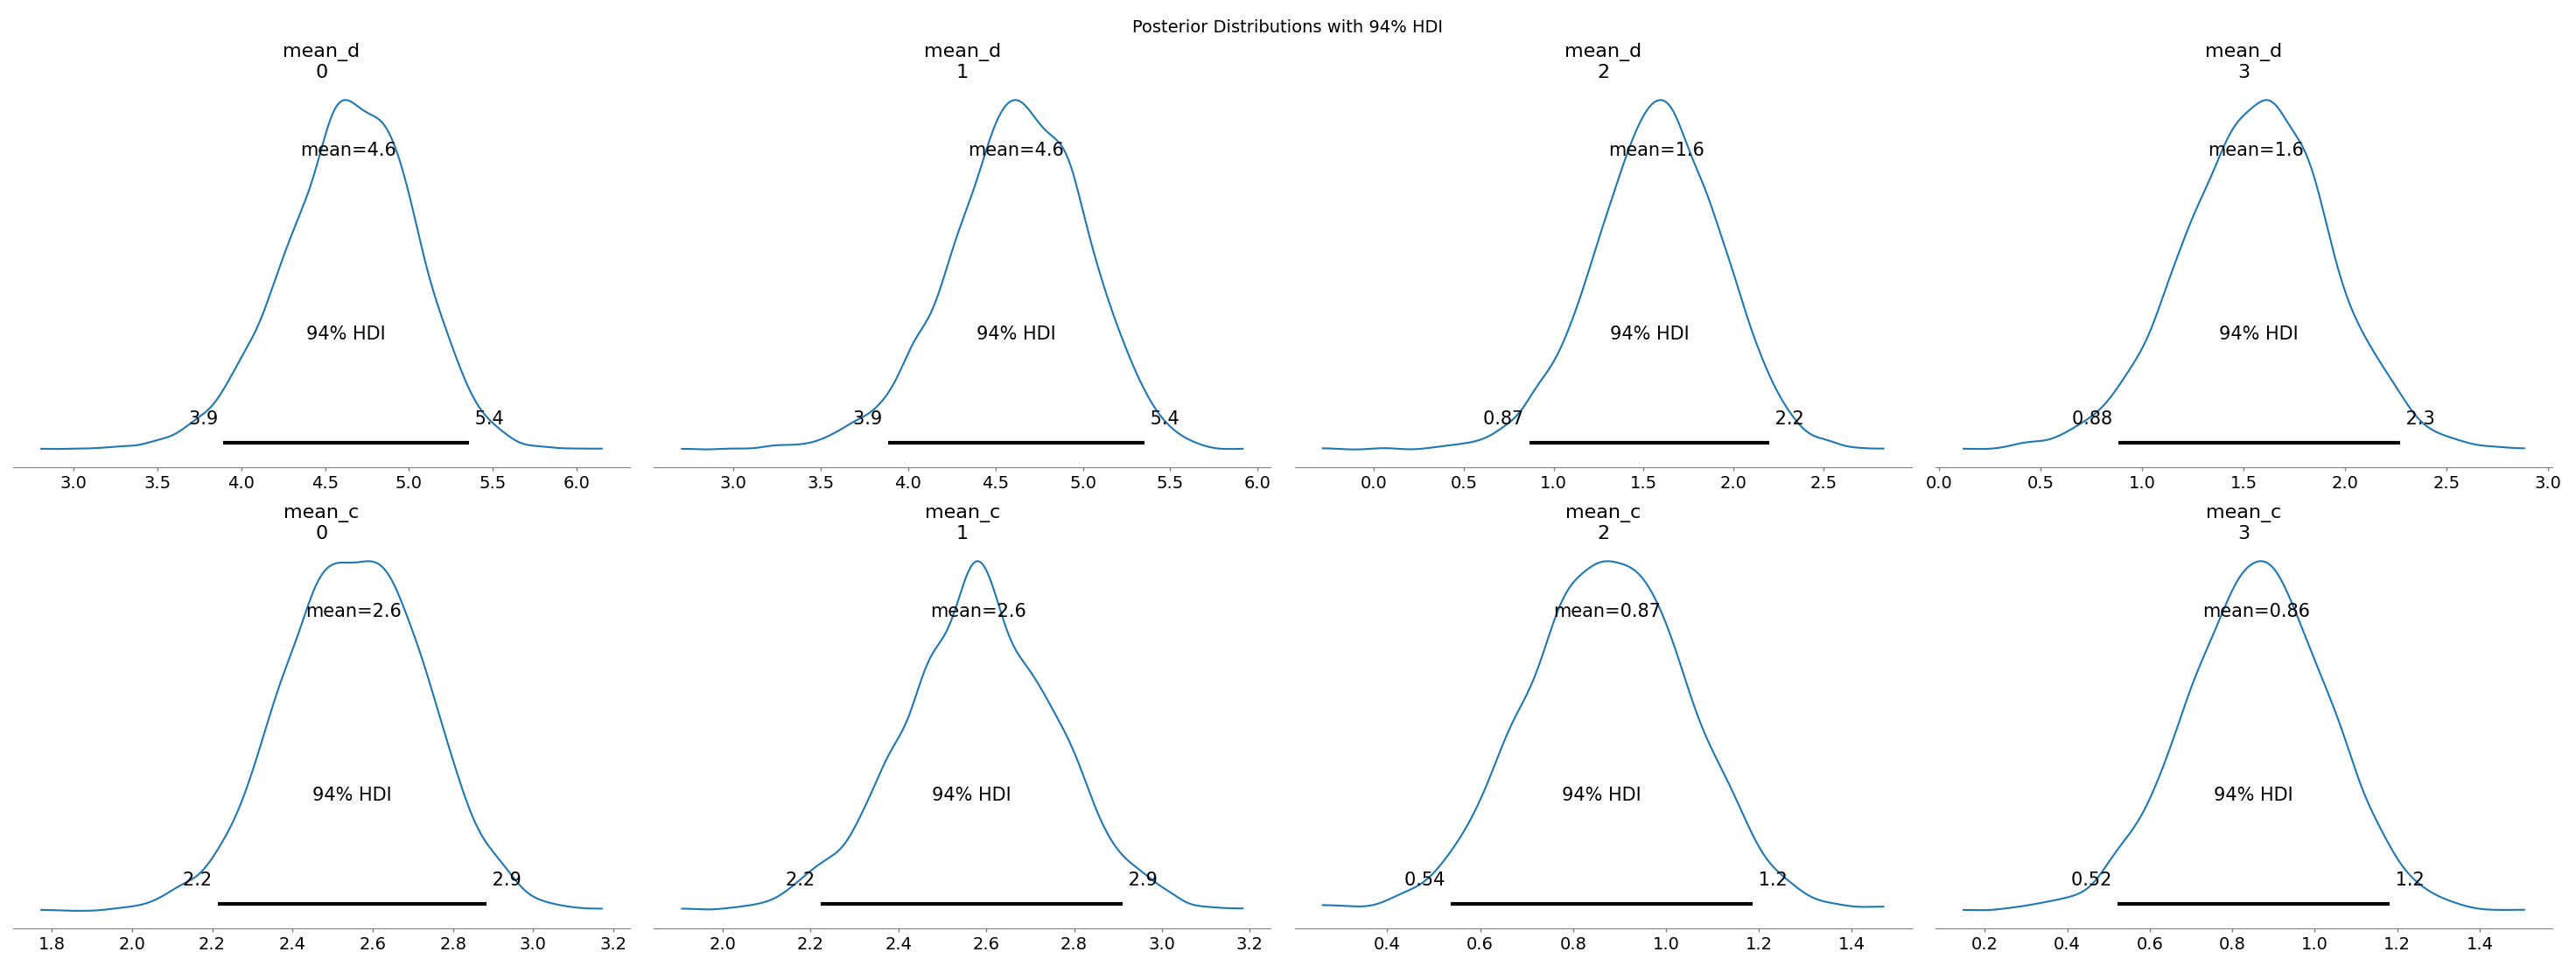 Posterior Distributions with 94% HDI
mean_d
0
mean=4.6
94% HDI
3.9
5.4
3.0 3.5 4.0 4.5 5.0 5.5 6.0
mean_d
1
mean=4.6
94% HDI
3.9
5.4
3.0 3.5 4.0 4.5 5.0 5.5 6.0
mean_d
2
mean=1.6
94% HDI
0.87
2.2
0.0 0.5 1.0 1.5 2.0 2.5
mean_d
3
mean=1.6
94% HDI
0.88
2.3
0.0 0.5 1.0 1.5 2.0 2.5 3.0
mean_c
0
mean=2.6
94% HDI
2.2
2.9
1.8 2.0 2.2 2.4 2.6 2.8 3.0 3.2
mean_c
1
mean=2.6
94% HDI
2.2
2.9
2.0 2.2 2.4 2.6 2.8 3.0 3.2
mean_c
2
mean=0.87
94% HDI
0.54
1.2
0.4 0.6 0.8 1.0 1.2 1.4
mean_c
3
mean=0.86
94% HDI
0.52
1.2
0.2 0.4 0.6 0.8 1.0 1.2 1.4